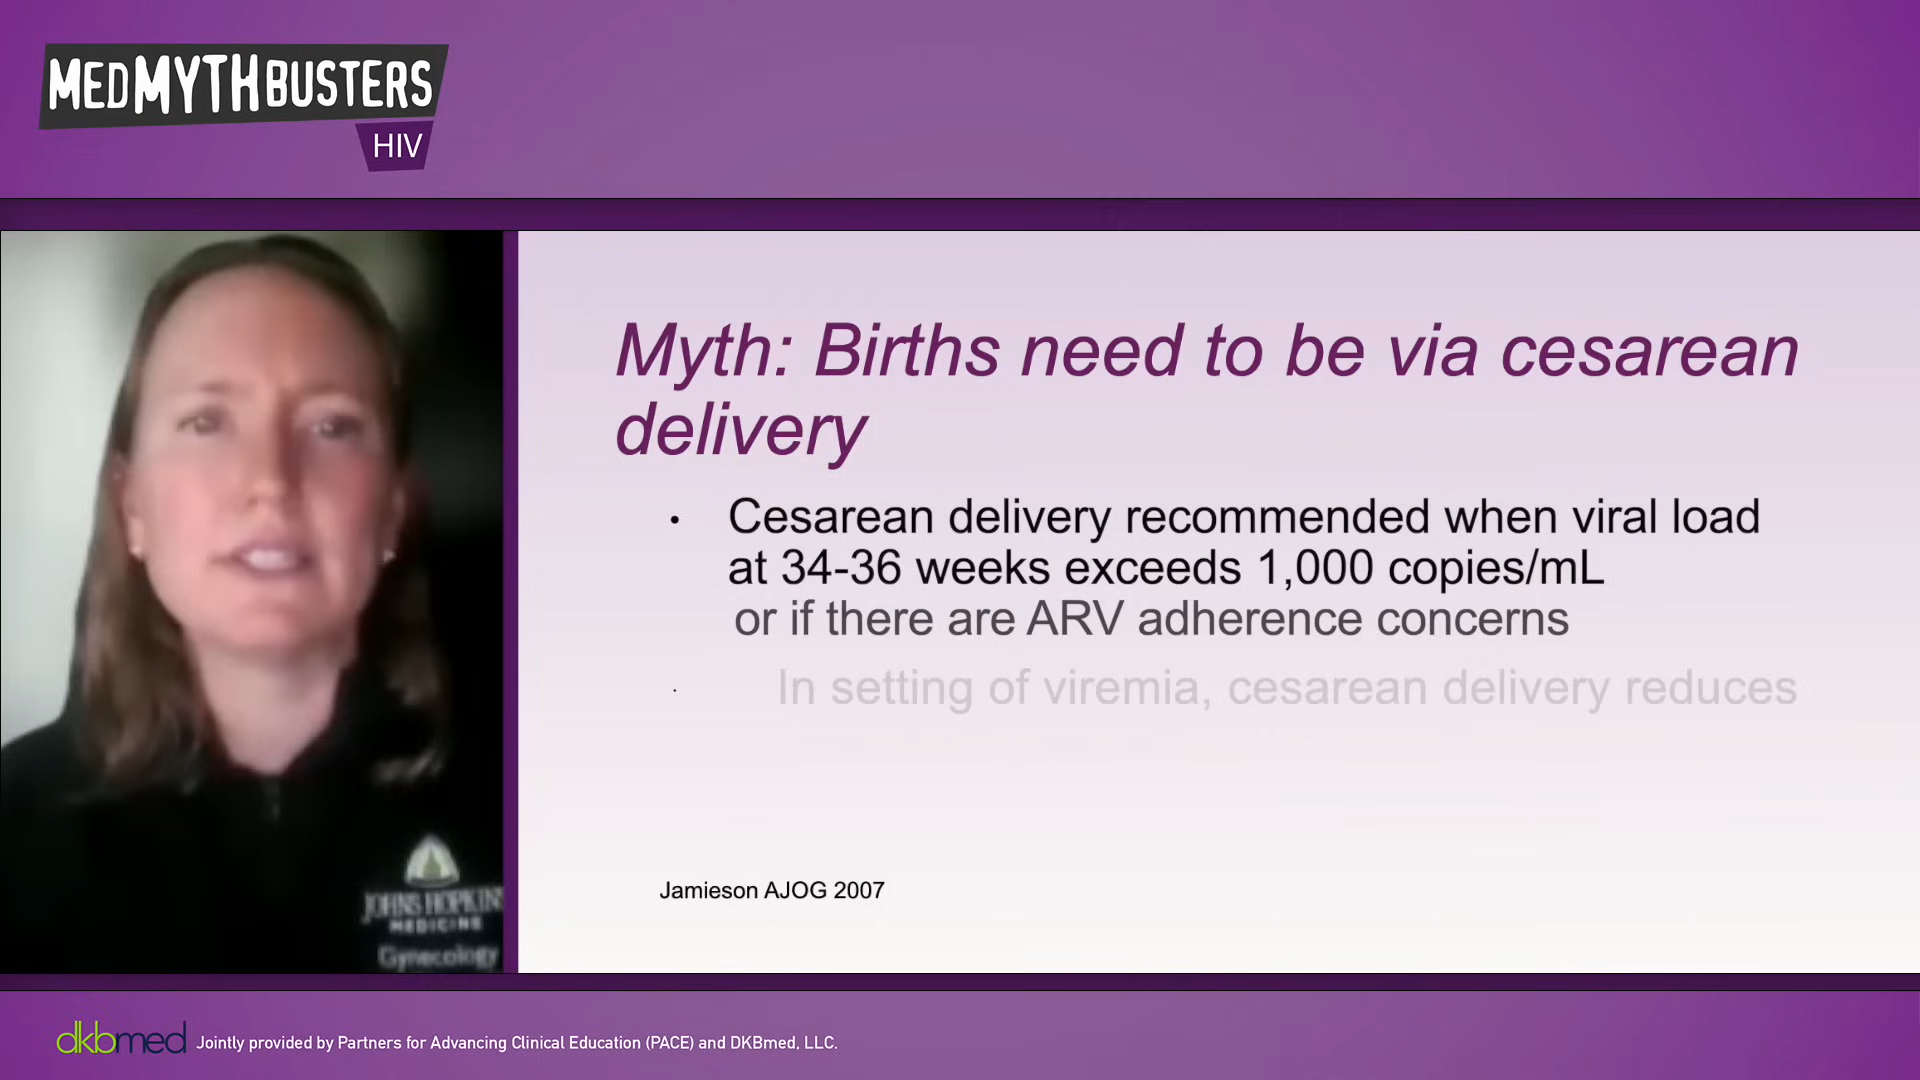 MEDMYTHBUSTERS
HIV
Myth: Births need to be via cesarean
delivery
• Cesarean delivery recommended when viral load
at 34-36 weeks exceeds 1,000 copies/mL
or if there are ARV adherence concerns
• In setting of viremia, cesarean delivery reduces
Jamieson AJOG 2007
JOHNS HOPKINS
MEDICINE
Gynecology
dkbmed Jointly provided by Partners for Advancing Clinical Education (PACE) and DKBmed, LLC.